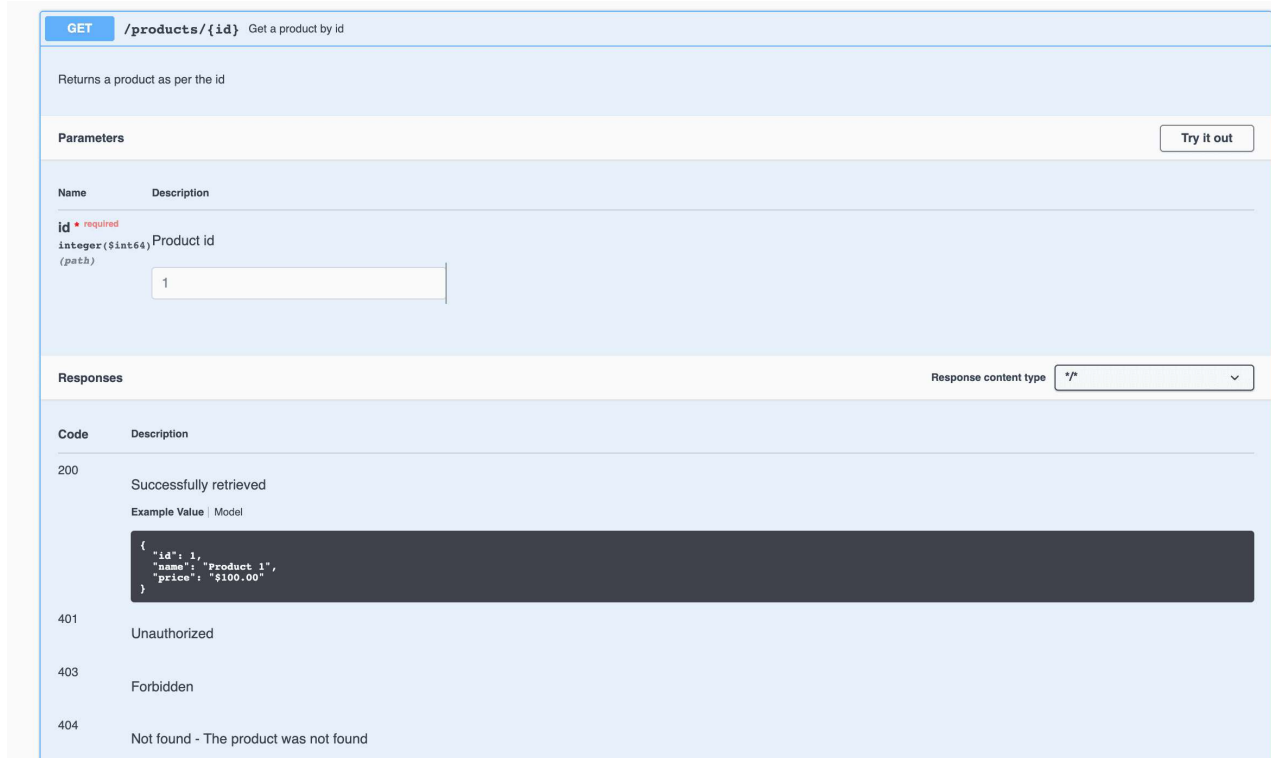 GET /products/{id} Get a product by id
Returns a product as per the id
Parameters
Try it out
Name Description
id * required
integer($int64)
(path)
Product id
1
Responses
Response content type */*
Code Description
200
Successfully retrieved
Example Value | Model
{
"id": 1,
"name": "Product 1",
"price": "$100.00"
}
401
Unauthorized
403
Forbidden
404
Not found - The product was not found